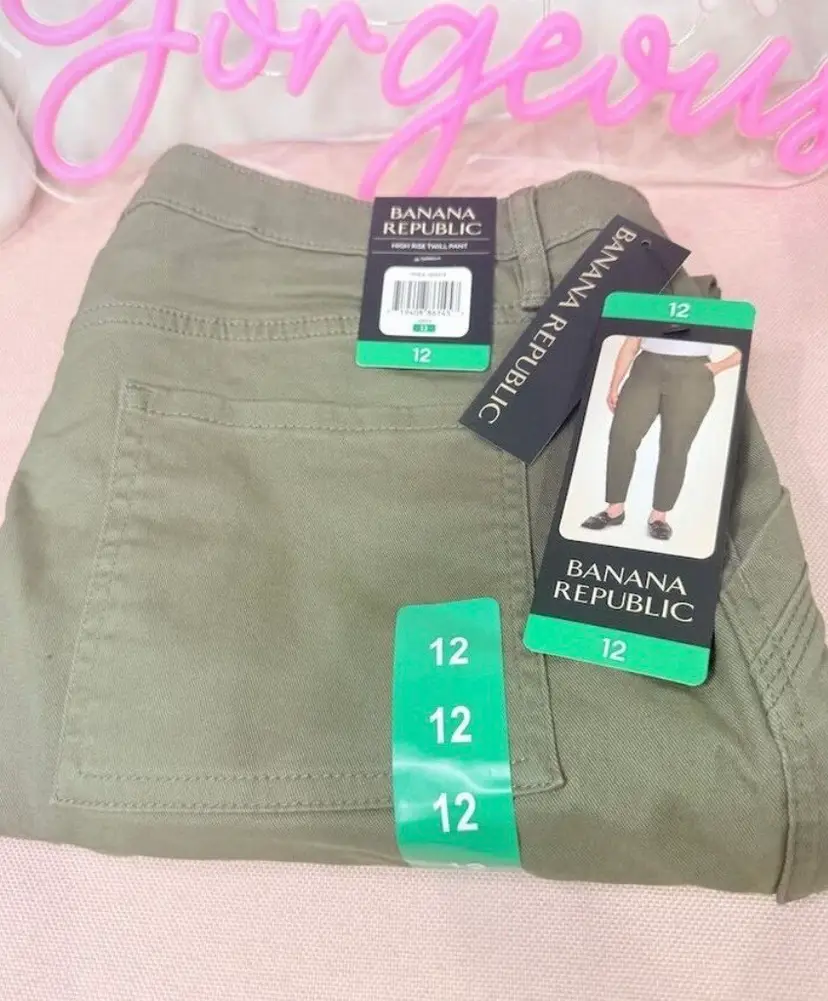 Gorgeous
BANANA
REPUBLIC
HIGH RISE TWILL PANT
12
BANANA REPUBLIC
12
BANANA
REPUBLIC
12
12
12
12